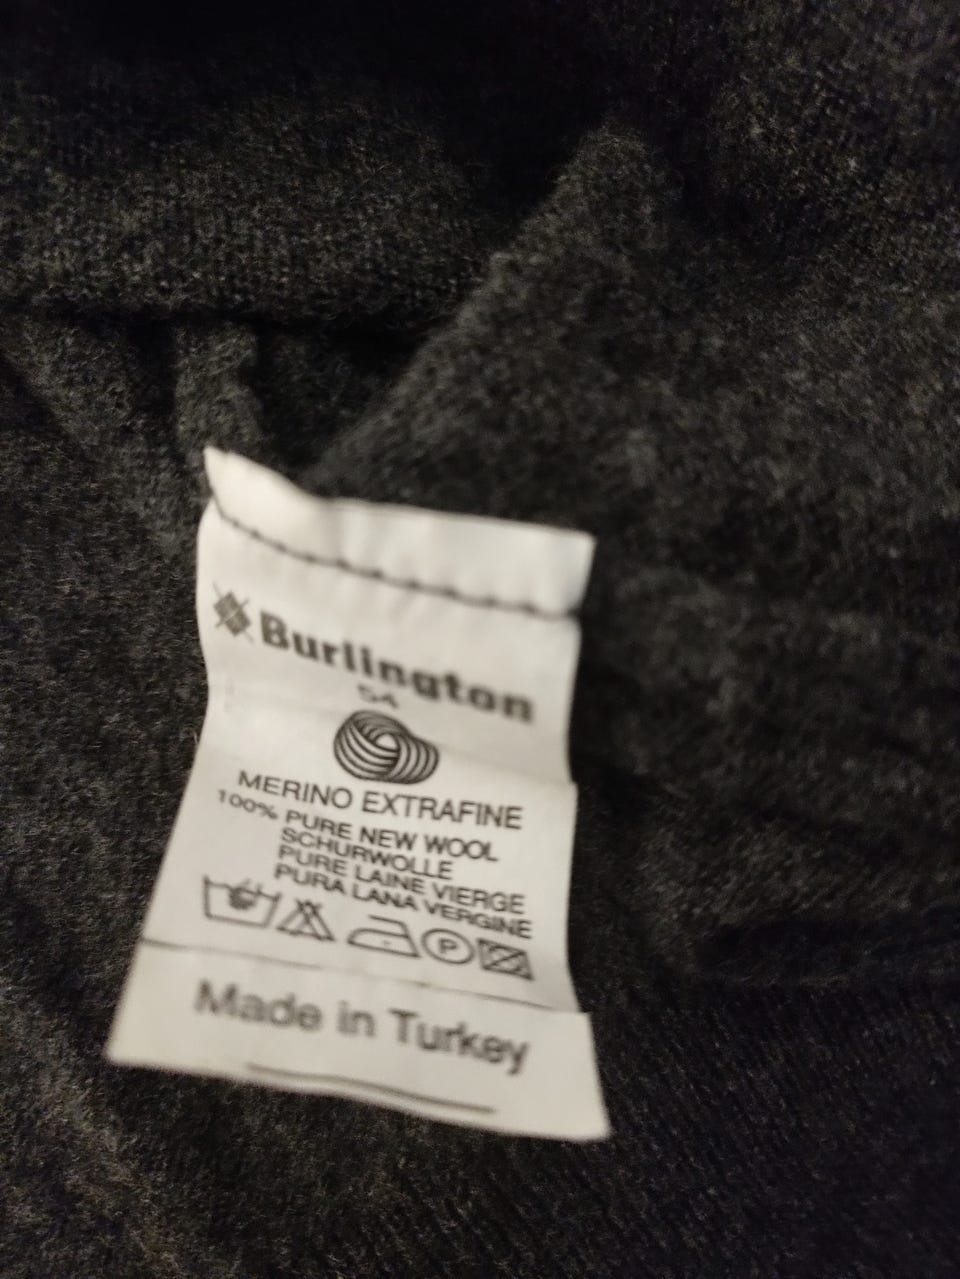 Burlington
54
MERINO EXTRAFINE
100% PURE NEW WOOL
SCHURWOLLE
PURE LAINE VIERGE
PURA LANA VERGINE
P
Made in Turkey